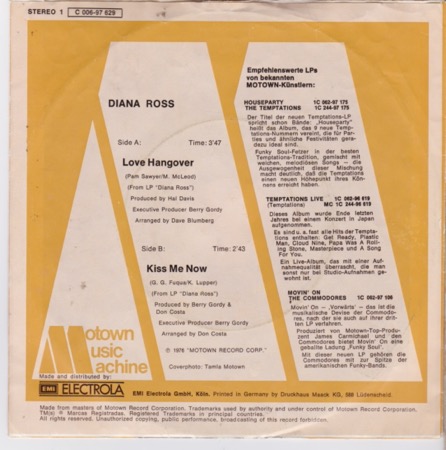 STEREO 1 C 006-97 629
DIANA ROSS
Side A: Time: 3'47
Love Hangover
(Pam Sawyer/M. McLeod)
(From LP "Diana Ross")
Produced by Hal Davis
Executive Producer Berry Gordy
Arranged by Dave Blumberg
Side B: Time: 2'43
Kiss Me Now
(G. G. Fuqua/K. Lupper)
(From LP "Diana Ross")
Produced by Berry Gordy &
Don Costa
Executive Producer Berry Gordy
Arranged by Don Costa
℗ 1976 "MOTOWN RECORD CORP."
Coverphoto: Tamla Motown
Empfehlenswerte LPs
von bekannten
MOTOWN-Künstlern:
HOUSEPARTY 1C 062-97 175
THE TEMPTATIONS 1C 244-97 175
Der Titel der neuen Temptations-LP
spricht schon Bände: „Houseparty"
heißt das Album, das 9 neue Temp-
tations-Nummern vereint, die für Par-
ties und ähnliche Festivitäten gera-
dazu ideal sind.
Funky Soul-Fetzer in der besten
Temptations-Tradition, gemischt mit
weichen, melodiösen Songs - die
Ausgewogenheit dieser Mischung
macht deutlich, daß die Temptations
einen neuen Höhepunkt ihres Kön-
nens erreicht haben.
TEMPTATIONS LIVE 1C 062-96 819
(Temptations) MC 1C 244-96 819
Dieses Album wurde Ende letzten
Jahres bei einem Konzert in Japan
aufgenommen.
Es sind u. a. fast alle Hits der Tempta-
tions enthalten: Get Ready, Plastic
Man, Cloud Nine, Papa Was A Roll-
ing Stone, Masterpiece und A Song
For You.
Ein Live-Album, das mit einer Auf-
nahmequalität überrascht, die man
sonst nur bei Studio-Aufnahmen ge-
wohnt ist.
MOVIN' ON
THE COMMODORES 1C 062-97 106
Movin' On - „Vorwärts" - das ist die
musikalische Devise der Commodo-
res, nach der sie auch auf ihrer drit-
ten LP verfahren.
Produziert von Motown-Top-Produ-
zent James Carmichael und den
Commodores bietet Movin' On eine
geballte Ladung „Funky Soul".
Mit dieser neuen LP gehören die
Commodores mit zur Spitze der
amerikanischen Funky-Bands.
Motown
Music
Machine
Made and distributed by:
EMI ELECTROLA
EMI Electrola GmbH, Köln. Printed in Germany by Druckhaus Maack KG, 588 Lüdenscheid.
Made from masters of Motown Record Corporation. Trademarks used by authority and under control of Motown Record Corporation.
TM(s) ® Marcas Registradas. Registered Trademarks in principal countries.
All rights reserved. Unauthorized copying, public performance, broadcasting of this record forbidden.